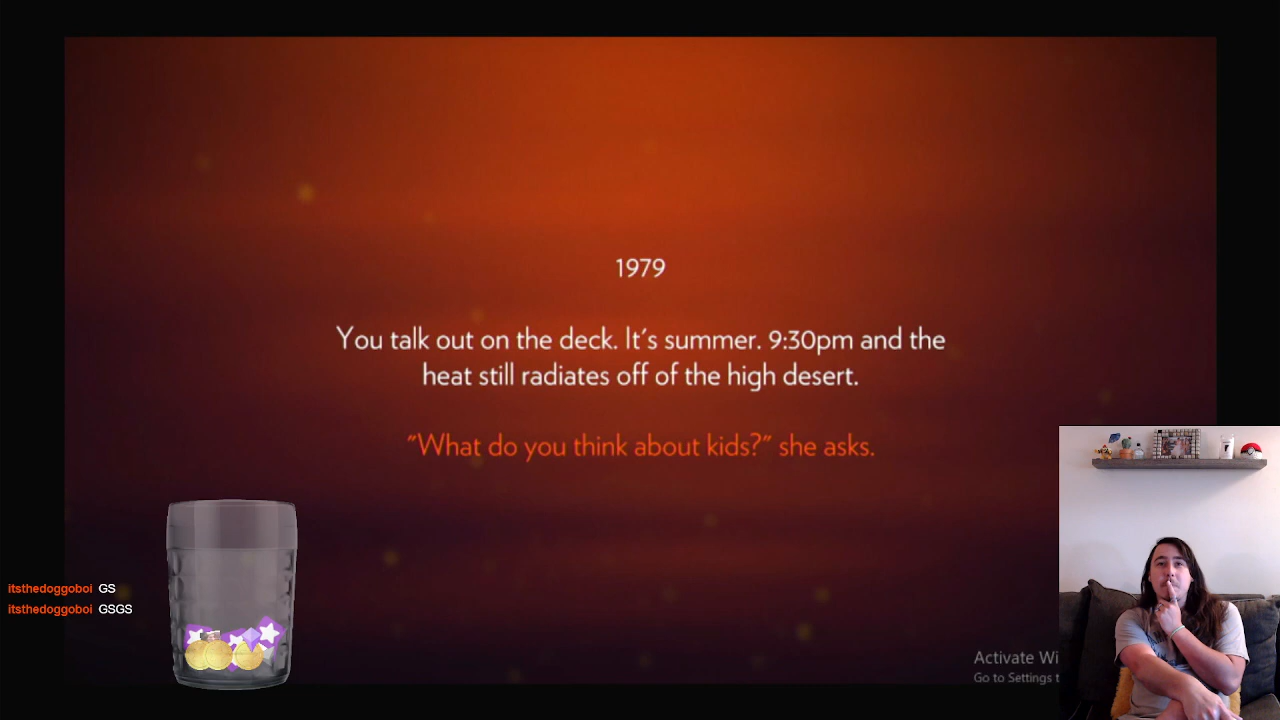 1979
You talk out on the deck. It's summer. 9:30pm and the
heat still radiates off of the high desert.
"What do you think about kids?" she asks.
itsthedoggoboi GS
itsthedoggoboi GSGS
Activate Wi
Go to Settings t